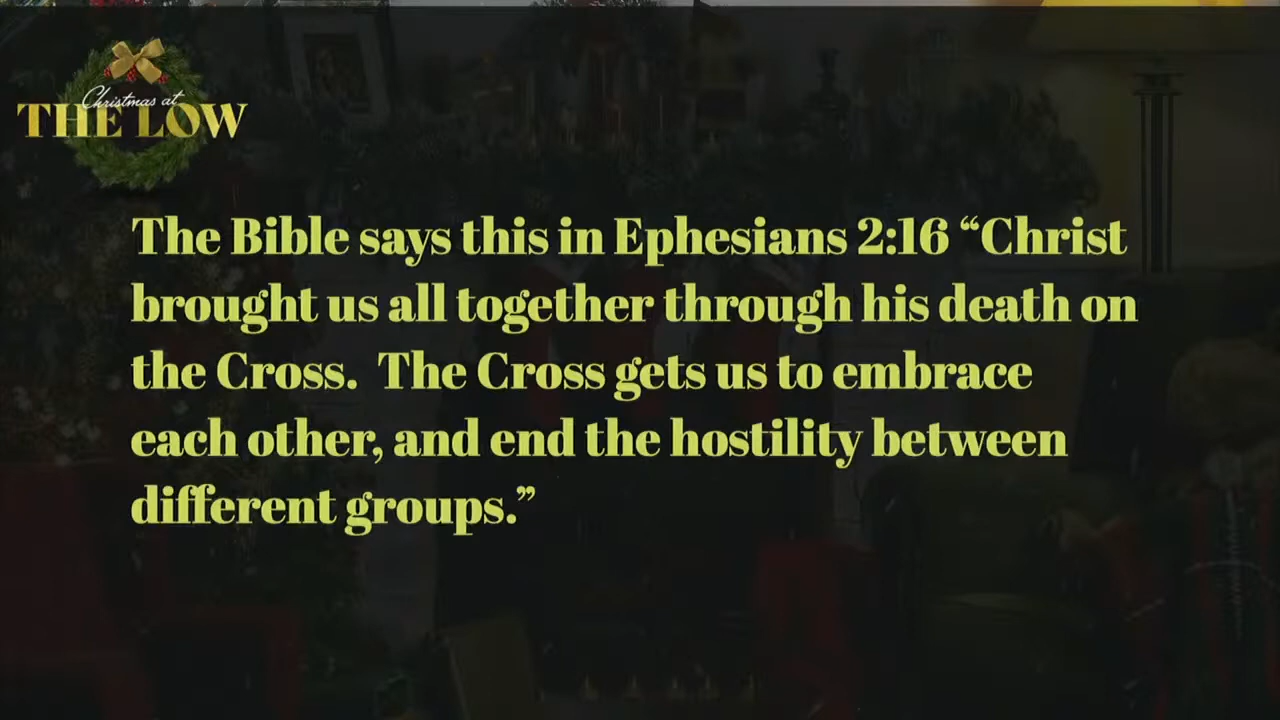 Christmas at
THE LOW
The Bible says this in Ephesians 2:16 “Christ
brought us all together through his death on
the Cross.  The Cross gets us to embrace
each other, and end the hostility between
different groups.”